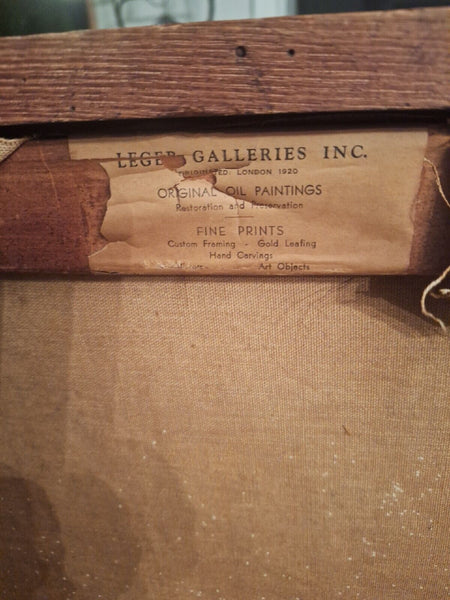 LEGER GALLERIES INC.
LONDON 1920
ORIGINAL OIL PAINTINGS
Restoration and Preservation
FINE PRINTS
Custom Framing - Gold Leafing
Hand Carvings
Art Objects